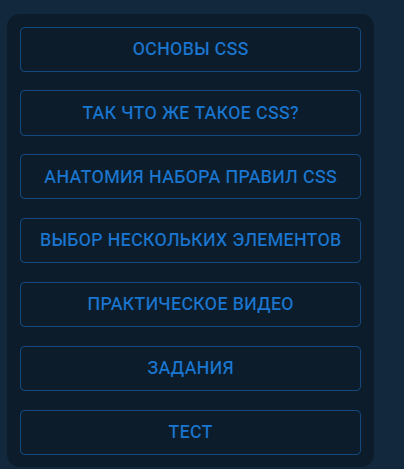 ОСНОВЫ CSS
ТАК ЧТО ЖЕ ТАКОЕ CSS?
АНАТОМИЯ НАБОРА ПРАВИЛ CSS
ВЫБОР НЕСКОЛЬКИХ ЭЛЕМЕНТОВ
ПРАКТИЧЕСКОЕ ВИДЕО
ЗАДАНИЯ
ТЕСТ